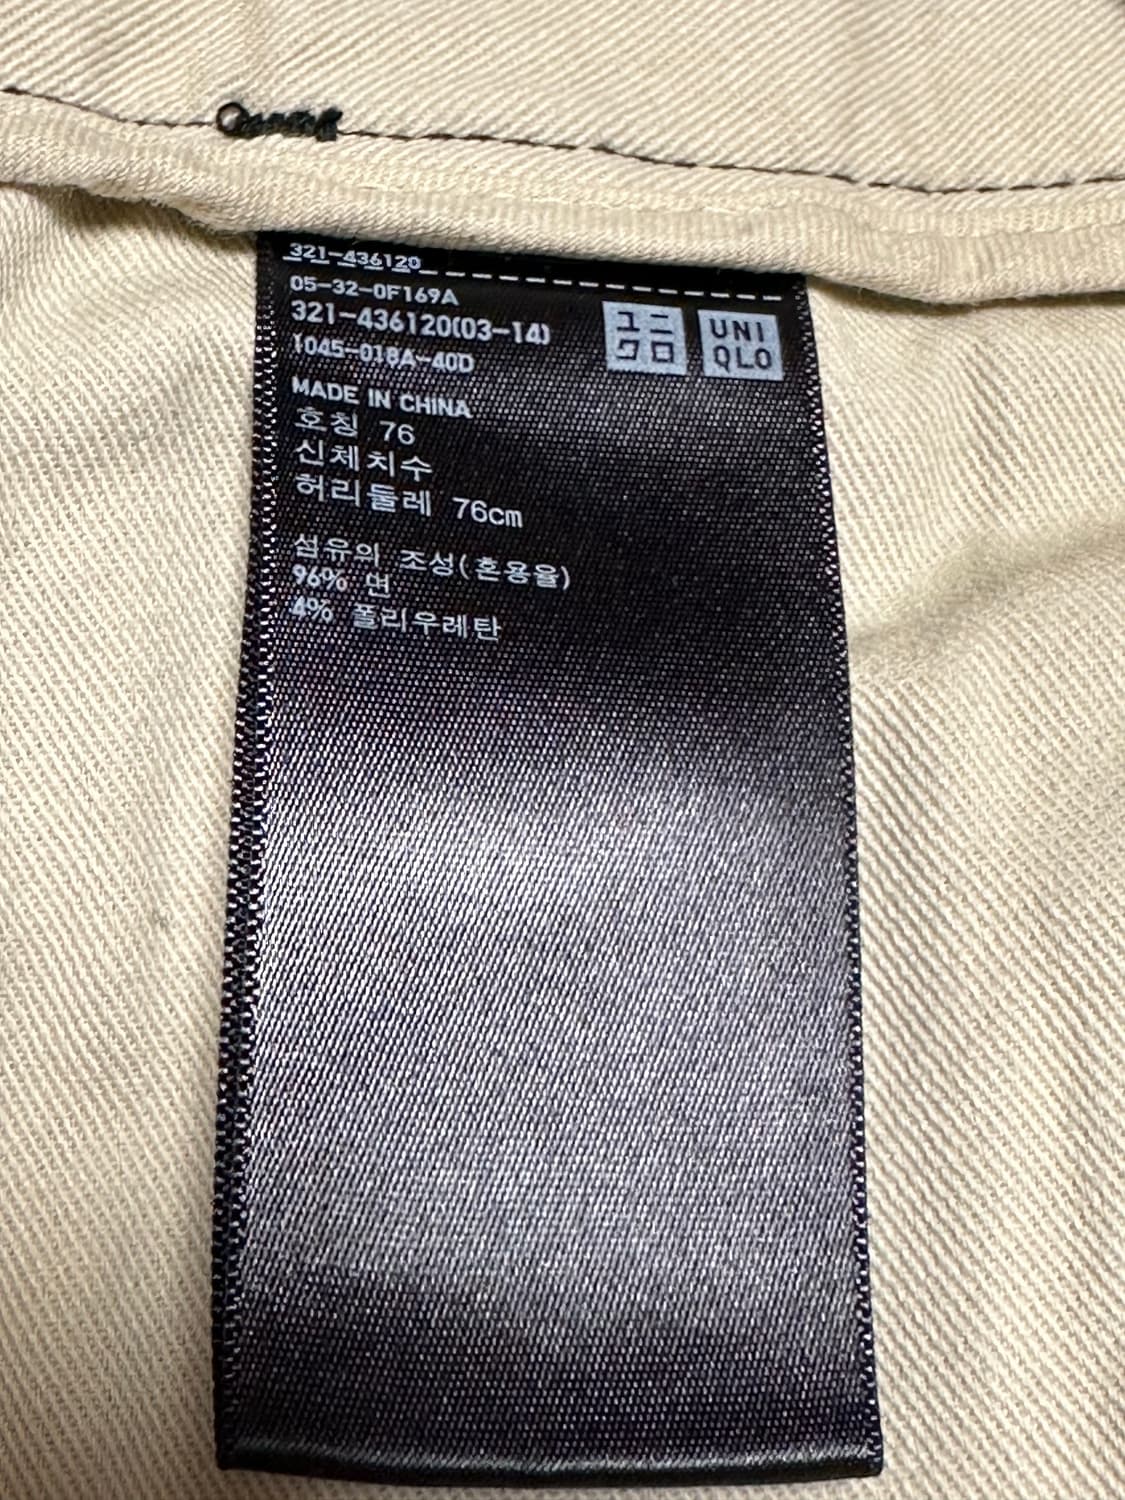 321-436120
05-32-0F169A
321-436120(03-14)
1045-018A-40D
ユニ
クロ
UNI
QLO
MADE IN CHINA
호칭 76
신체치수
허리둘레 76cm
섬유의 조성(혼용율)
96% 면
4% 폴리우레탄